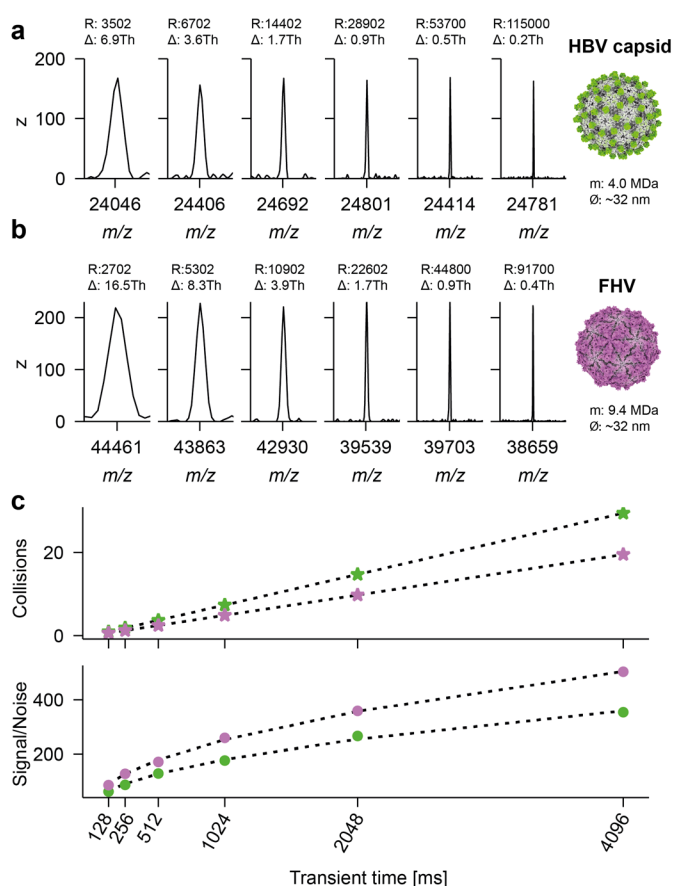 a
R: 3502 R: 6702 R: 14402 R: 28902 R: 53700 R: 115000
Δ: 6.9Th Δ: 3.6Th Δ: 1.7Th Δ: 0.9Th Δ: 0.5Th Δ: 0.2Th
HBV capsid
200
100
0
z
24046 24406 24692 24801 24414 24781
m/z m/z m/z m/z m/z m/z
m: 4.0 MDa
Ø: ~32 nm
b
R:2702 R:5302 R:10902 R:22602 R:44800 R:91700
Δ: 16.5Th Δ: 8.3Th Δ: 3.9Th Δ: 1.7Th Δ: 0.9Th Δ: 0.4Th
FHV
200
100
0
z
44461 43863 42930 39539 39703 38659
m/z m/z m/z m/z m/z m/z
m: 9.4 MDa
Ø: ~32 nm
c
Collisions
20
0
Signal/Noise
400
200
128 256 512 1024 2048 4096
Transient time [ms]